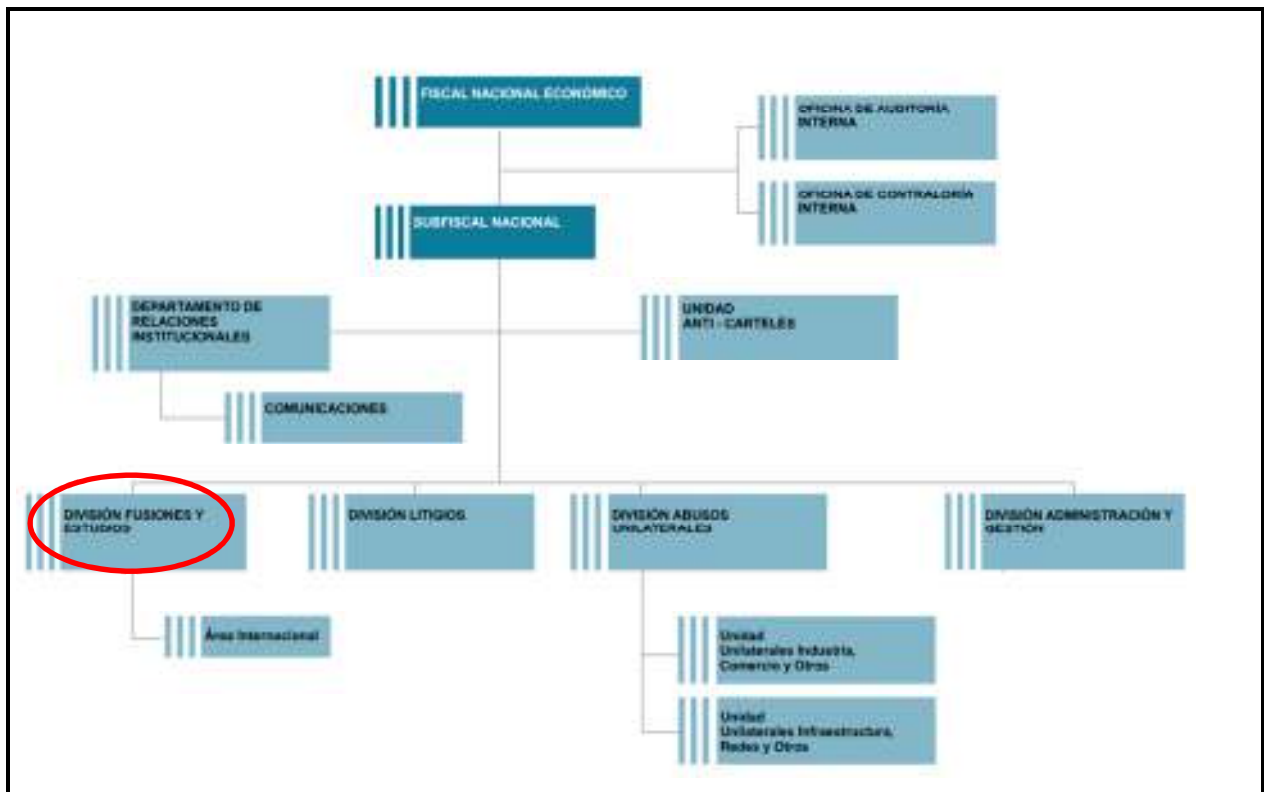 FISCAL NACIONAL ECONÓMICO
OFICINA DE AUDITORÍA
INTERNA
OFICINA DE CONTRALORÍA
INTERNA
SUBFISCAL NACIONAL
DEPARTAMENTO DE
RELACIONES
INSTITUCIONALES
UNIDAD
ANTI - CARTELES
COMUNICACIONES
DIVISIÓN FUSIONES Y
ESTUDIOS
DIVISIÓN LITIGIOS
DIVISIÓN ABUSOS
UNILATERALES
DIVISIÓN ADMINISTRACIÓN Y
GESTIÓN
Área Internacional
Unidad
Unilaterales Industria,
Comercio y Otros
Unidad
Unilaterales Infraestructura,
Redes y Otros